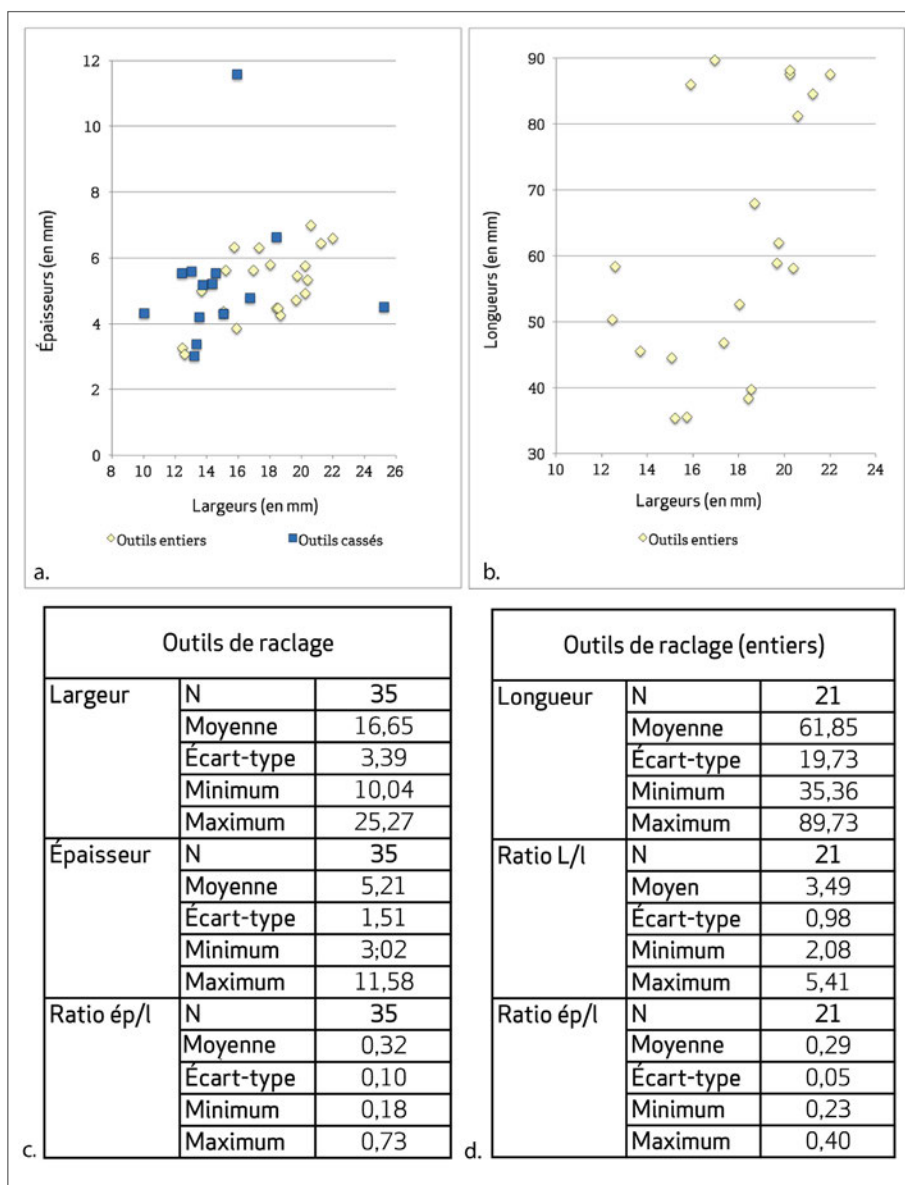 12
10
8
6
4
2
0
Épaisseurs (en mm)
8 10 12 14 16 18 20 22 24 26
Largeurs (en mm)
Outils entiers Outils cassés
a.
90
80
70
60
50
40
30
Longueurs (en mm)
10 12 14 16 18 20 22 24
Largeurs (en mm)
Outils entiers
b.
Outils de raclage
Largeur N 35
Moyenne 16,65
Écart-type 3,39
Minimum 10,04
Maximum 25,27
Épaisseur N 35
Moyenne 5,21
Écart-type 1,51
Minimum 3;02
Maximum 11,58
Ratio ép/l N 35
Moyenne 0,32
Écart-type 0,10
Minimum 0,18
Maximum 0,73
c.
Outils de raclage (entiers)
Longueur N 21
Moyenne 61,85
Écart-type 19,73
Minimum 35,36
Maximum 89,73
Ratio L/l N 21
Moyen 3,49
Écart-type 0,98
Minimum 2,08
Maximum 5,41
Ratio ép/l N 21
Moyenne 0,29
Écart-type 0,05
Minimum 0,23
Maximum 0,40
d.